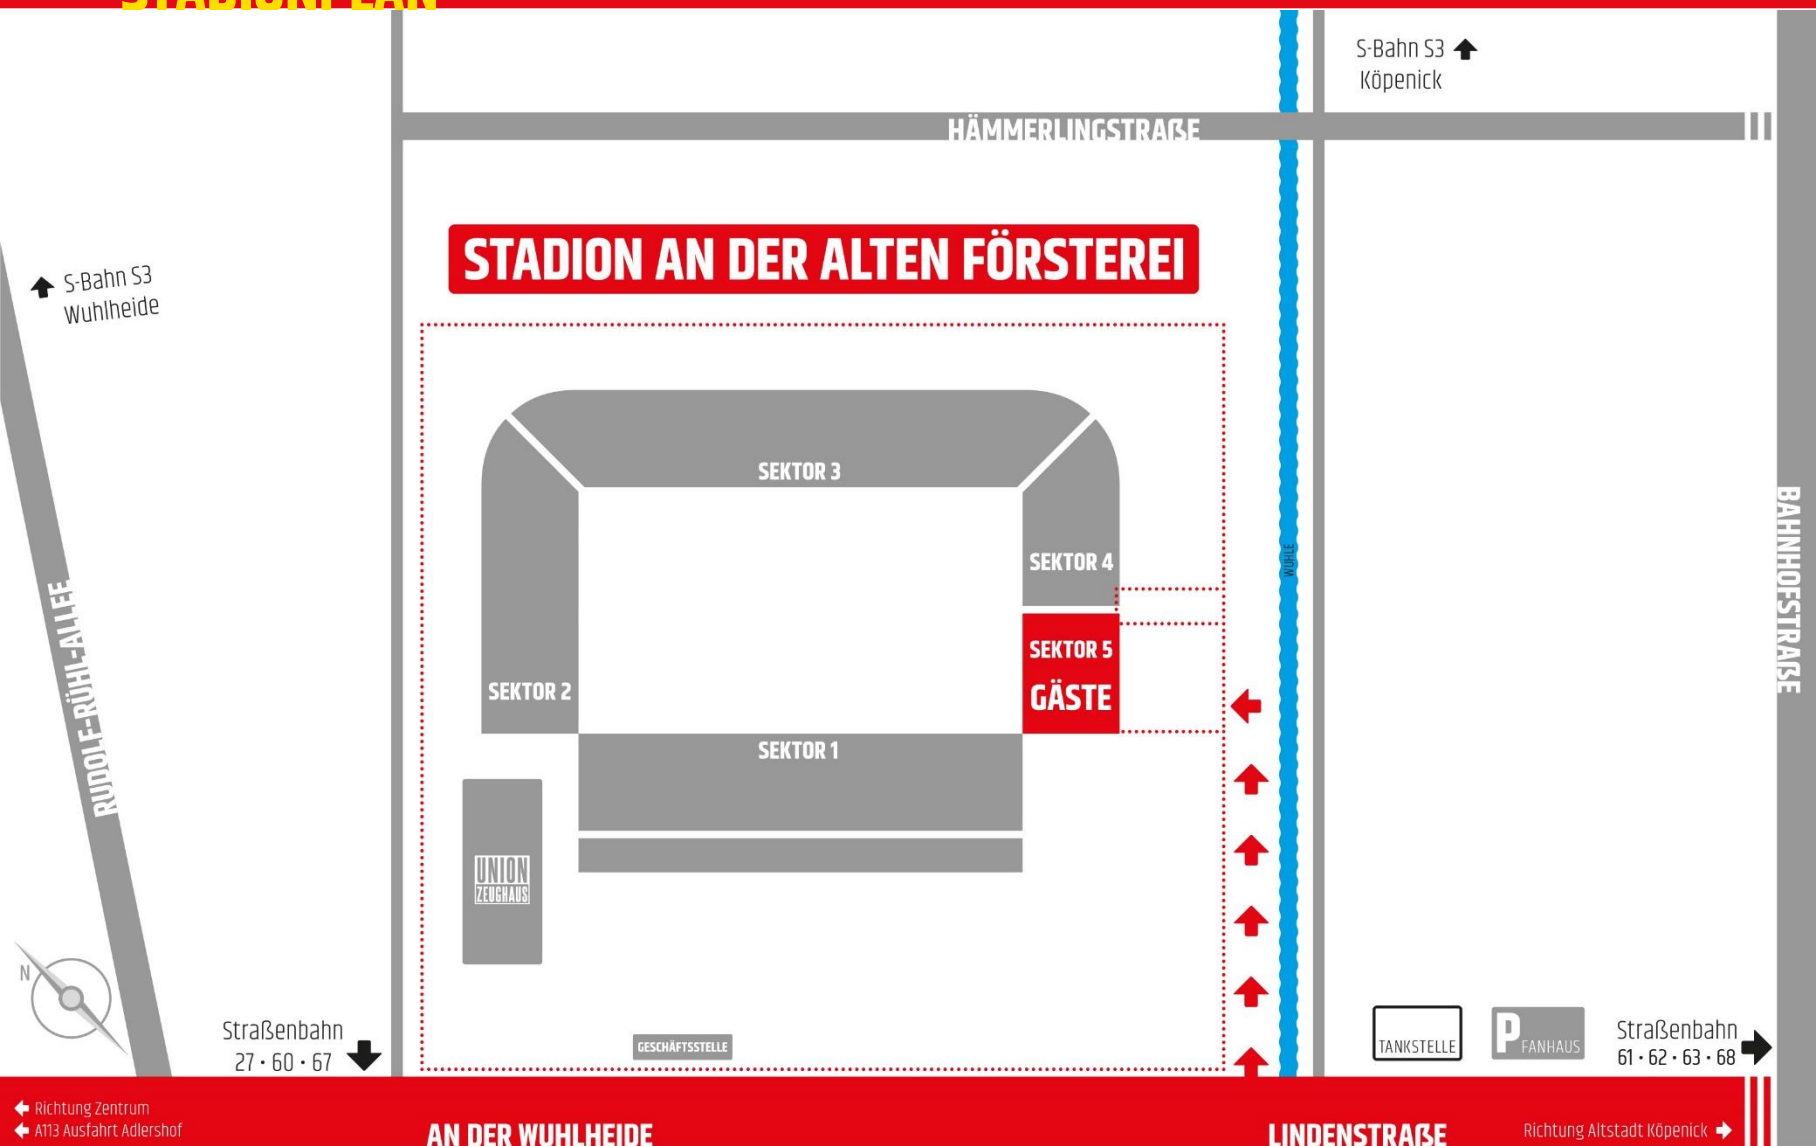 STADIONPLAN
S-Bahn S3
Köpenick
HÄMMERLINGSTRAßE
STADION AN DER ALTEN FÖRSTEREI
S-Bahn S3
Wuhlheide
SEKTOR 3
SEKTOR 4
SEKTOR 5
GÄSTE
SEKTOR 2
SEKTOR 1
WUHLE
BAHNHOFSTRAßE
RUDOLF-RÜHL-ALLEE
UNION
ZEUGHAUS
N
Straßenbahn
27 • 60 • 67
GESCHÄFTSSTELLE
TANKSTELLE
P FANHAUS
Straßenbahn
61 • 62 • 63 • 68
Richtung Zentrum
A113 Ausfahrt Adlershof
AN DER WUHLHEIDE
LINDENSTRAßE
Richtung Altstadt Köpenick